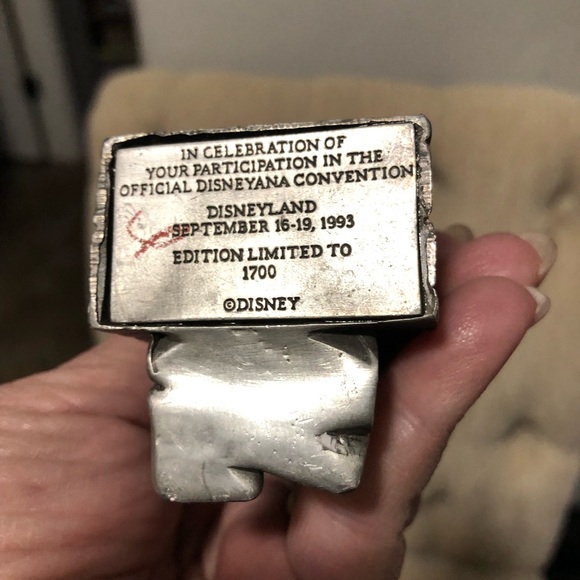 IN CELEBRATION OF
YOUR PARTICIPATION IN THE
OFFICIAL DISNEYANA CONVENTION
DISNEYLAND
SEPTEMBER 16-19, 1993
EDITION LIMITED TO
1700
©DISNEY